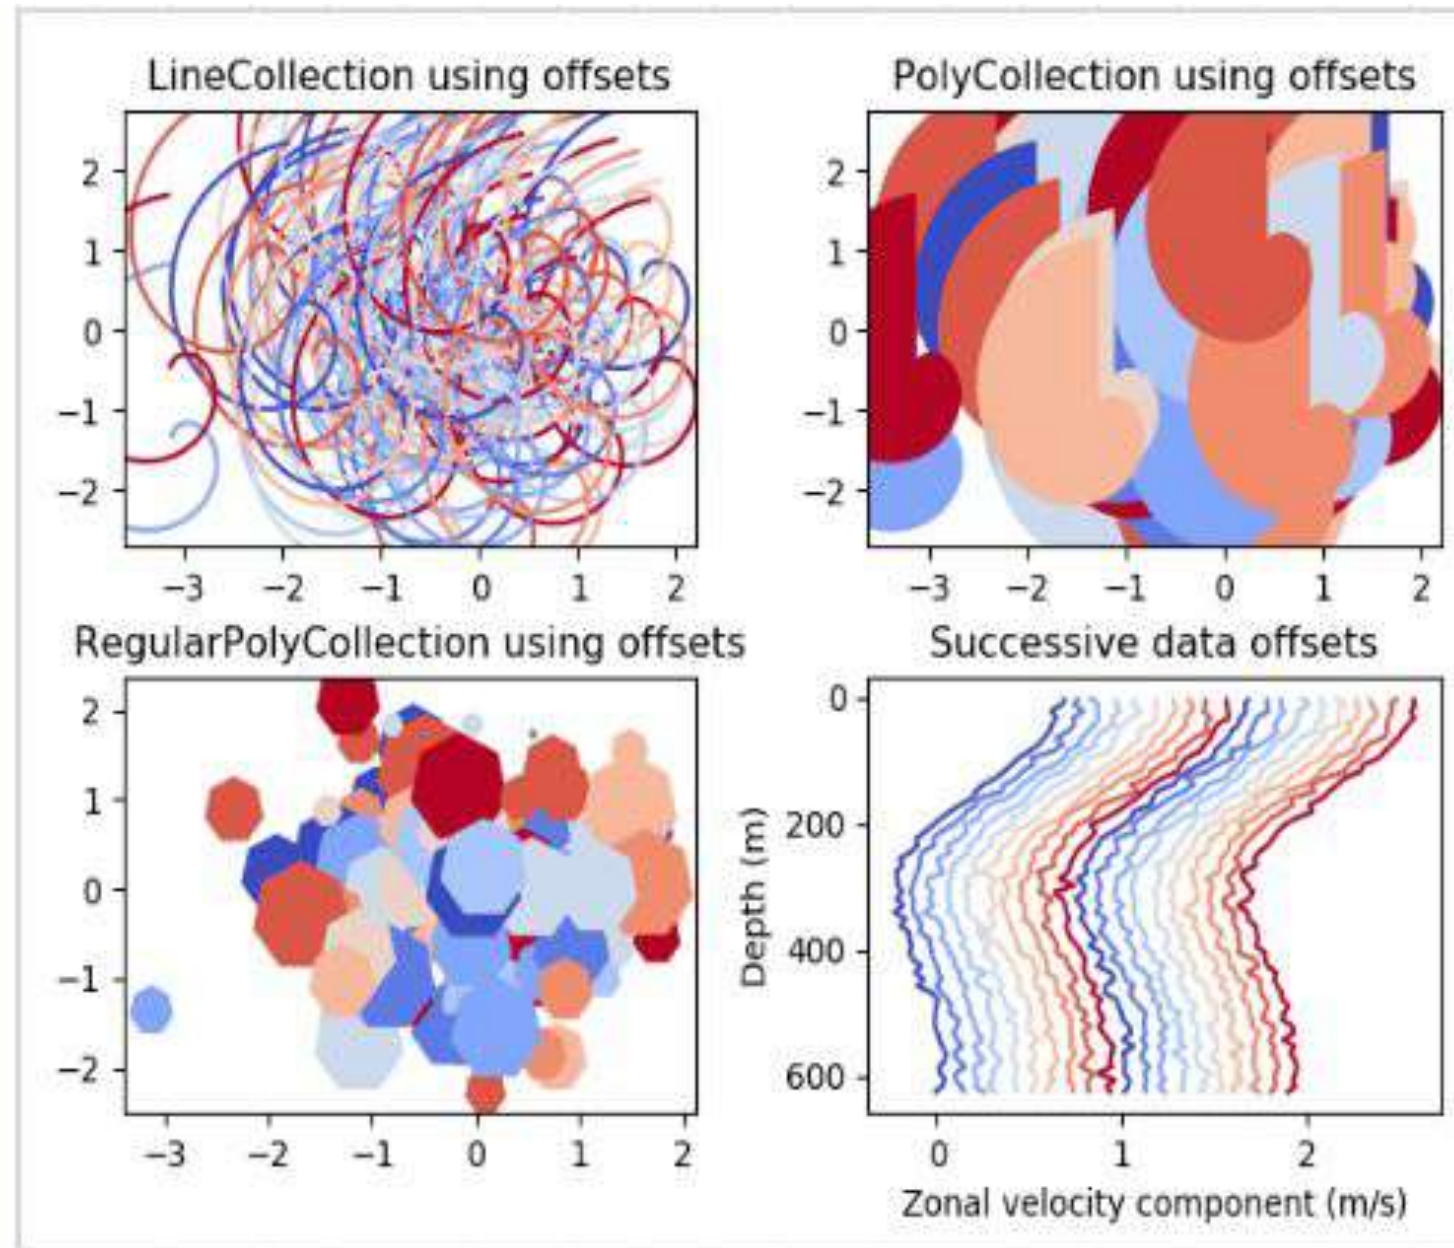 LineCollection using offsets
2
1
0
−1
−2
−3 −2 −1 0 1 2
PolyCollection using offsets
2
1
0
−1
−2
−3 −2 −1 0 1 2
RegularPolyCollection using offsets
2
1
0
−1
−2
−3 −2 −1 0 1 2
Successive data offsets
Depth (m)
0
200
400
600
0 1 2
Zonal velocity component (m/s)